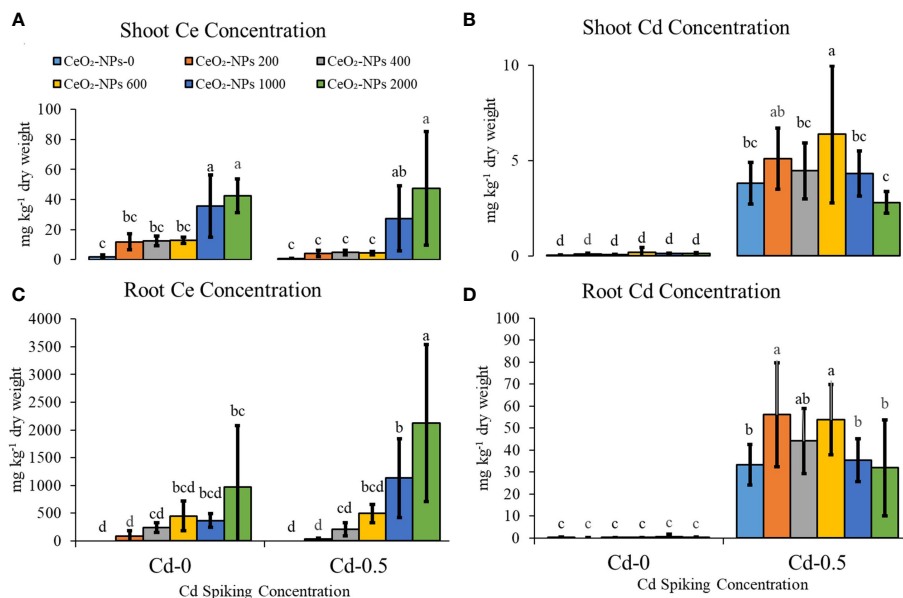 A
Shoot Ce Concentration
CeO₂-NPs-0 CeO₂-NPs 200 CeO₂-NPs 400
CeO₂-NPs 600 CeO₂-NPs 1000 CeO₂-NPs 2000
mg kg⁻¹ dry weight
100
80
60
40
20
0
c bc bc bc a a
c c c c ab a
B
Shoot Cd Concentration
mg kg⁻¹ dry weight
10
5
0
d d d d d d
bc ab bc a bc c
C
Root Ce Concentration
mg kg⁻¹ dry weight
4000
3500
3000
2500
2000
1500
1000
500
0
d d cd bcd bcd bc
d d cd bcd b a
Cd-0 Cd-0.5
Cd Spiking Concentration
D
Root Cd Concentration
mg kg⁻¹ dry weight
100
90
80
70
60
50
40
30
20
10
0
c c c c c c
b a ab a b b
Cd-0 Cd-0.5
Cd Spiking Concentration